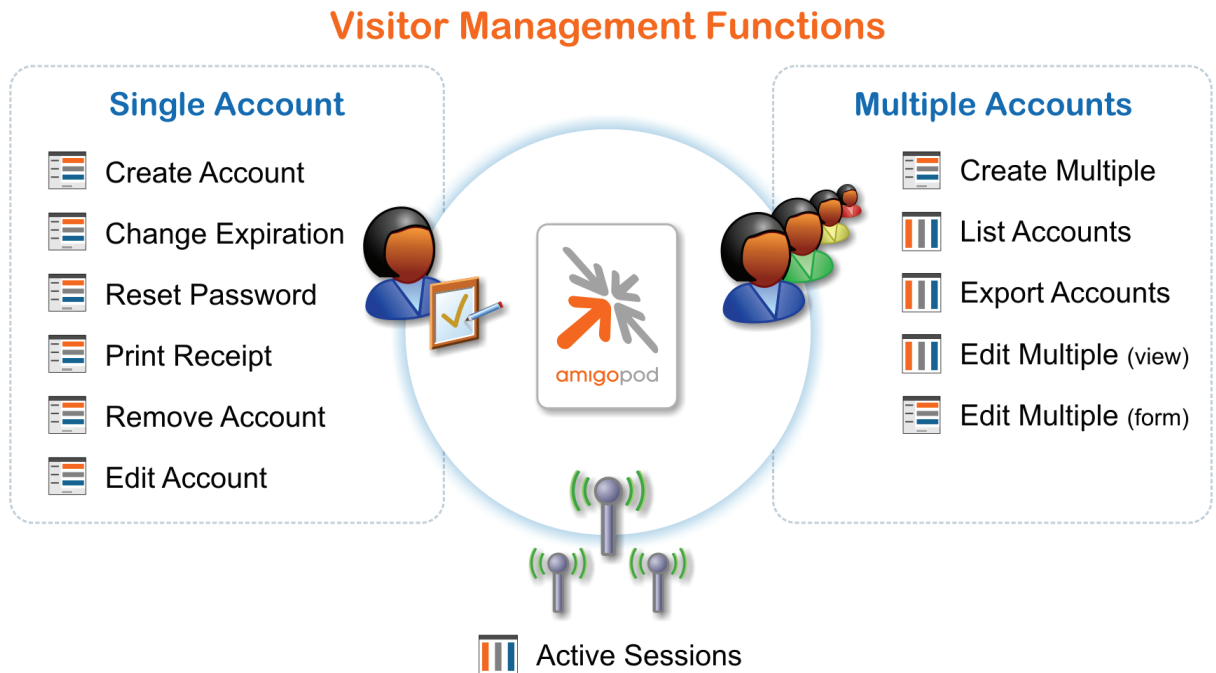 Visitor Management Functions
Single Account
Create Account
Change Expiration
Reset Password
Print Receipt
Remove Account
Edit Account
amigopod
Multiple Accounts
Create Multiple
List Accounts
Export Accounts
Edit Multiple (view)
Edit Multiple (form)
Active Sessions